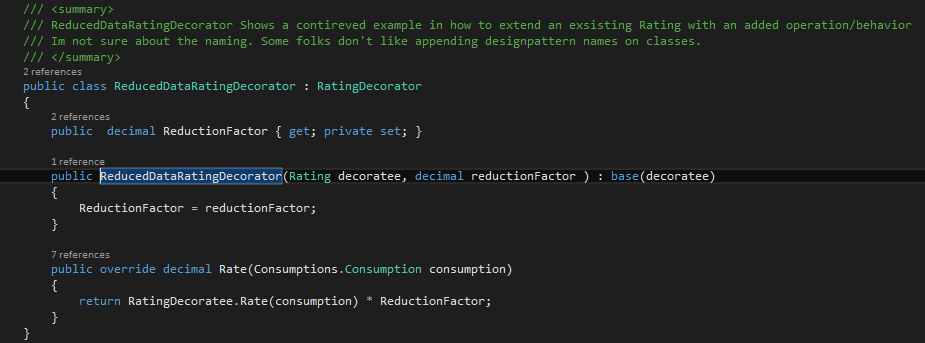 /// <summary>
/// ReducedDataRatingDecorator Shows a contireved example in how to extend an exsisting Rating with an added operation/behavior
/// Im not sure about the naming. Some folks don't like appending designpattern names on classes.
/// </summary>
2 references
public class ReducedDataRatingDecorator : RatingDecorator
{
2 references
public  decimal ReductionFactor { get; private set; }
1 reference
public ReducedDataRatingDecorator(Rating decoratee, decimal reductionFactor ) : base(decoratee)
{
ReductionFactor = reductionFactor;
}
7 references
public override decimal Rate(Consumptions.Consumption consumption)
{
return RatingDecoratee.Rate(consumption) * ReductionFactor;
}
}